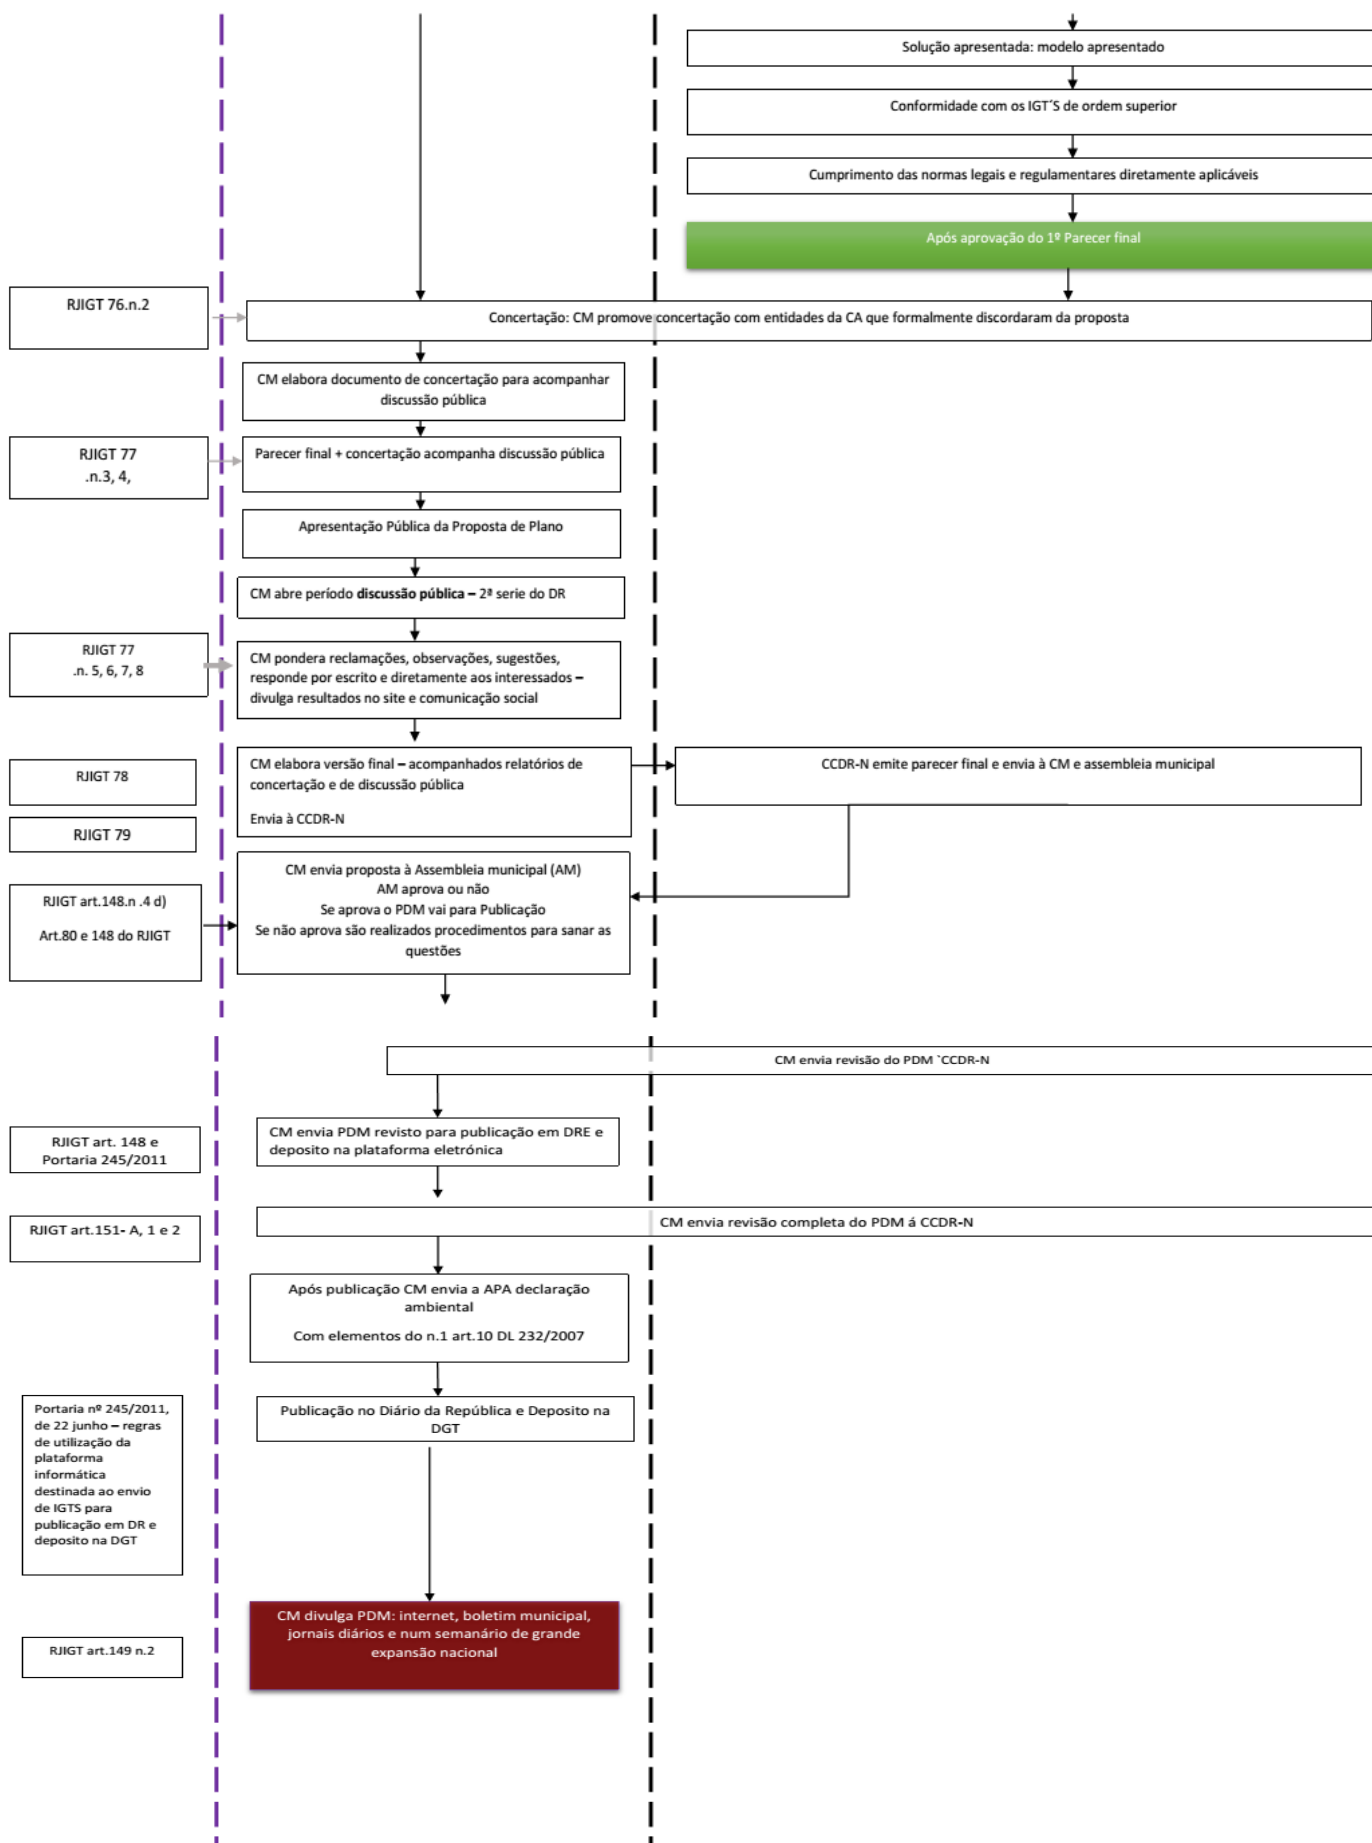 Solução apresentada: modelo apresentado
Conformidade com os IGT´S de ordem superior
Cumprimento das normas legais e regulamentares diretamente aplicáveis
Após aprovação do 1º Parecer final
RJIGT 76.n.2
Concertação: CM promove concertação com entidades da CA que formalmente discordaram da proposta
CM elabora documento de concertação para acompanhar
discussão pública
RJIGT 77
.n.3, 4,
Parecer final + concertação acompanha discussão pública
Apresentação Pública da Proposta de Plano
CM abre período discussão pública – 2ª serie do DR
RJIGT 77
.n. 5, 6, 7, 8
CM pondera reclamações, observações, sugestões,
responde por escrito e diretamente aos interessados –
divulga resultados no site e comunicação social
RJIGT 78
CM elabora versão final – acompanhados relatórios de
concertação e de discussão pública
Envia à CCDR-N
CCDR-N emite parecer final e envia à CM e assembleia municipal
RJIGT 79
RJIGT art.148.n .4 d)
Art.80 e 148 do RJIGT
CM envia proposta à Assembleia municipal (AM)
AM aprova ou não
Se aprova o PDM vai para Publicação
Se não aprova são realizados procedimentos para sanar as
questões
CM envia revisão do PDM `CCDR-N
RJIGT art. 148 e
Portaria 245/2011
CM envia PDM revisto para publicação em DRE e
deposito na plataforma eletrónica
RJIGT art.151- A, 1 e 2
CM envia revisão completa do PDM á CCDR-N
Após publicação CM envia a APA declaração
ambiental
Com elementos do n.1 art.10 DL 232/2007
Portaria nº 245/2011,
de 22 junho – regras
de utilização da
plataforma
informática
destinada ao envio
de IGTS para
publicação em DR e
deposito na DGT
Publicação no Diário da República e Deposito na
DGT
CM divulga PDM: internet, boletim municipal,
jornais diários e num semanário de grande
expansão nacional
RJIGT art.149 n.2